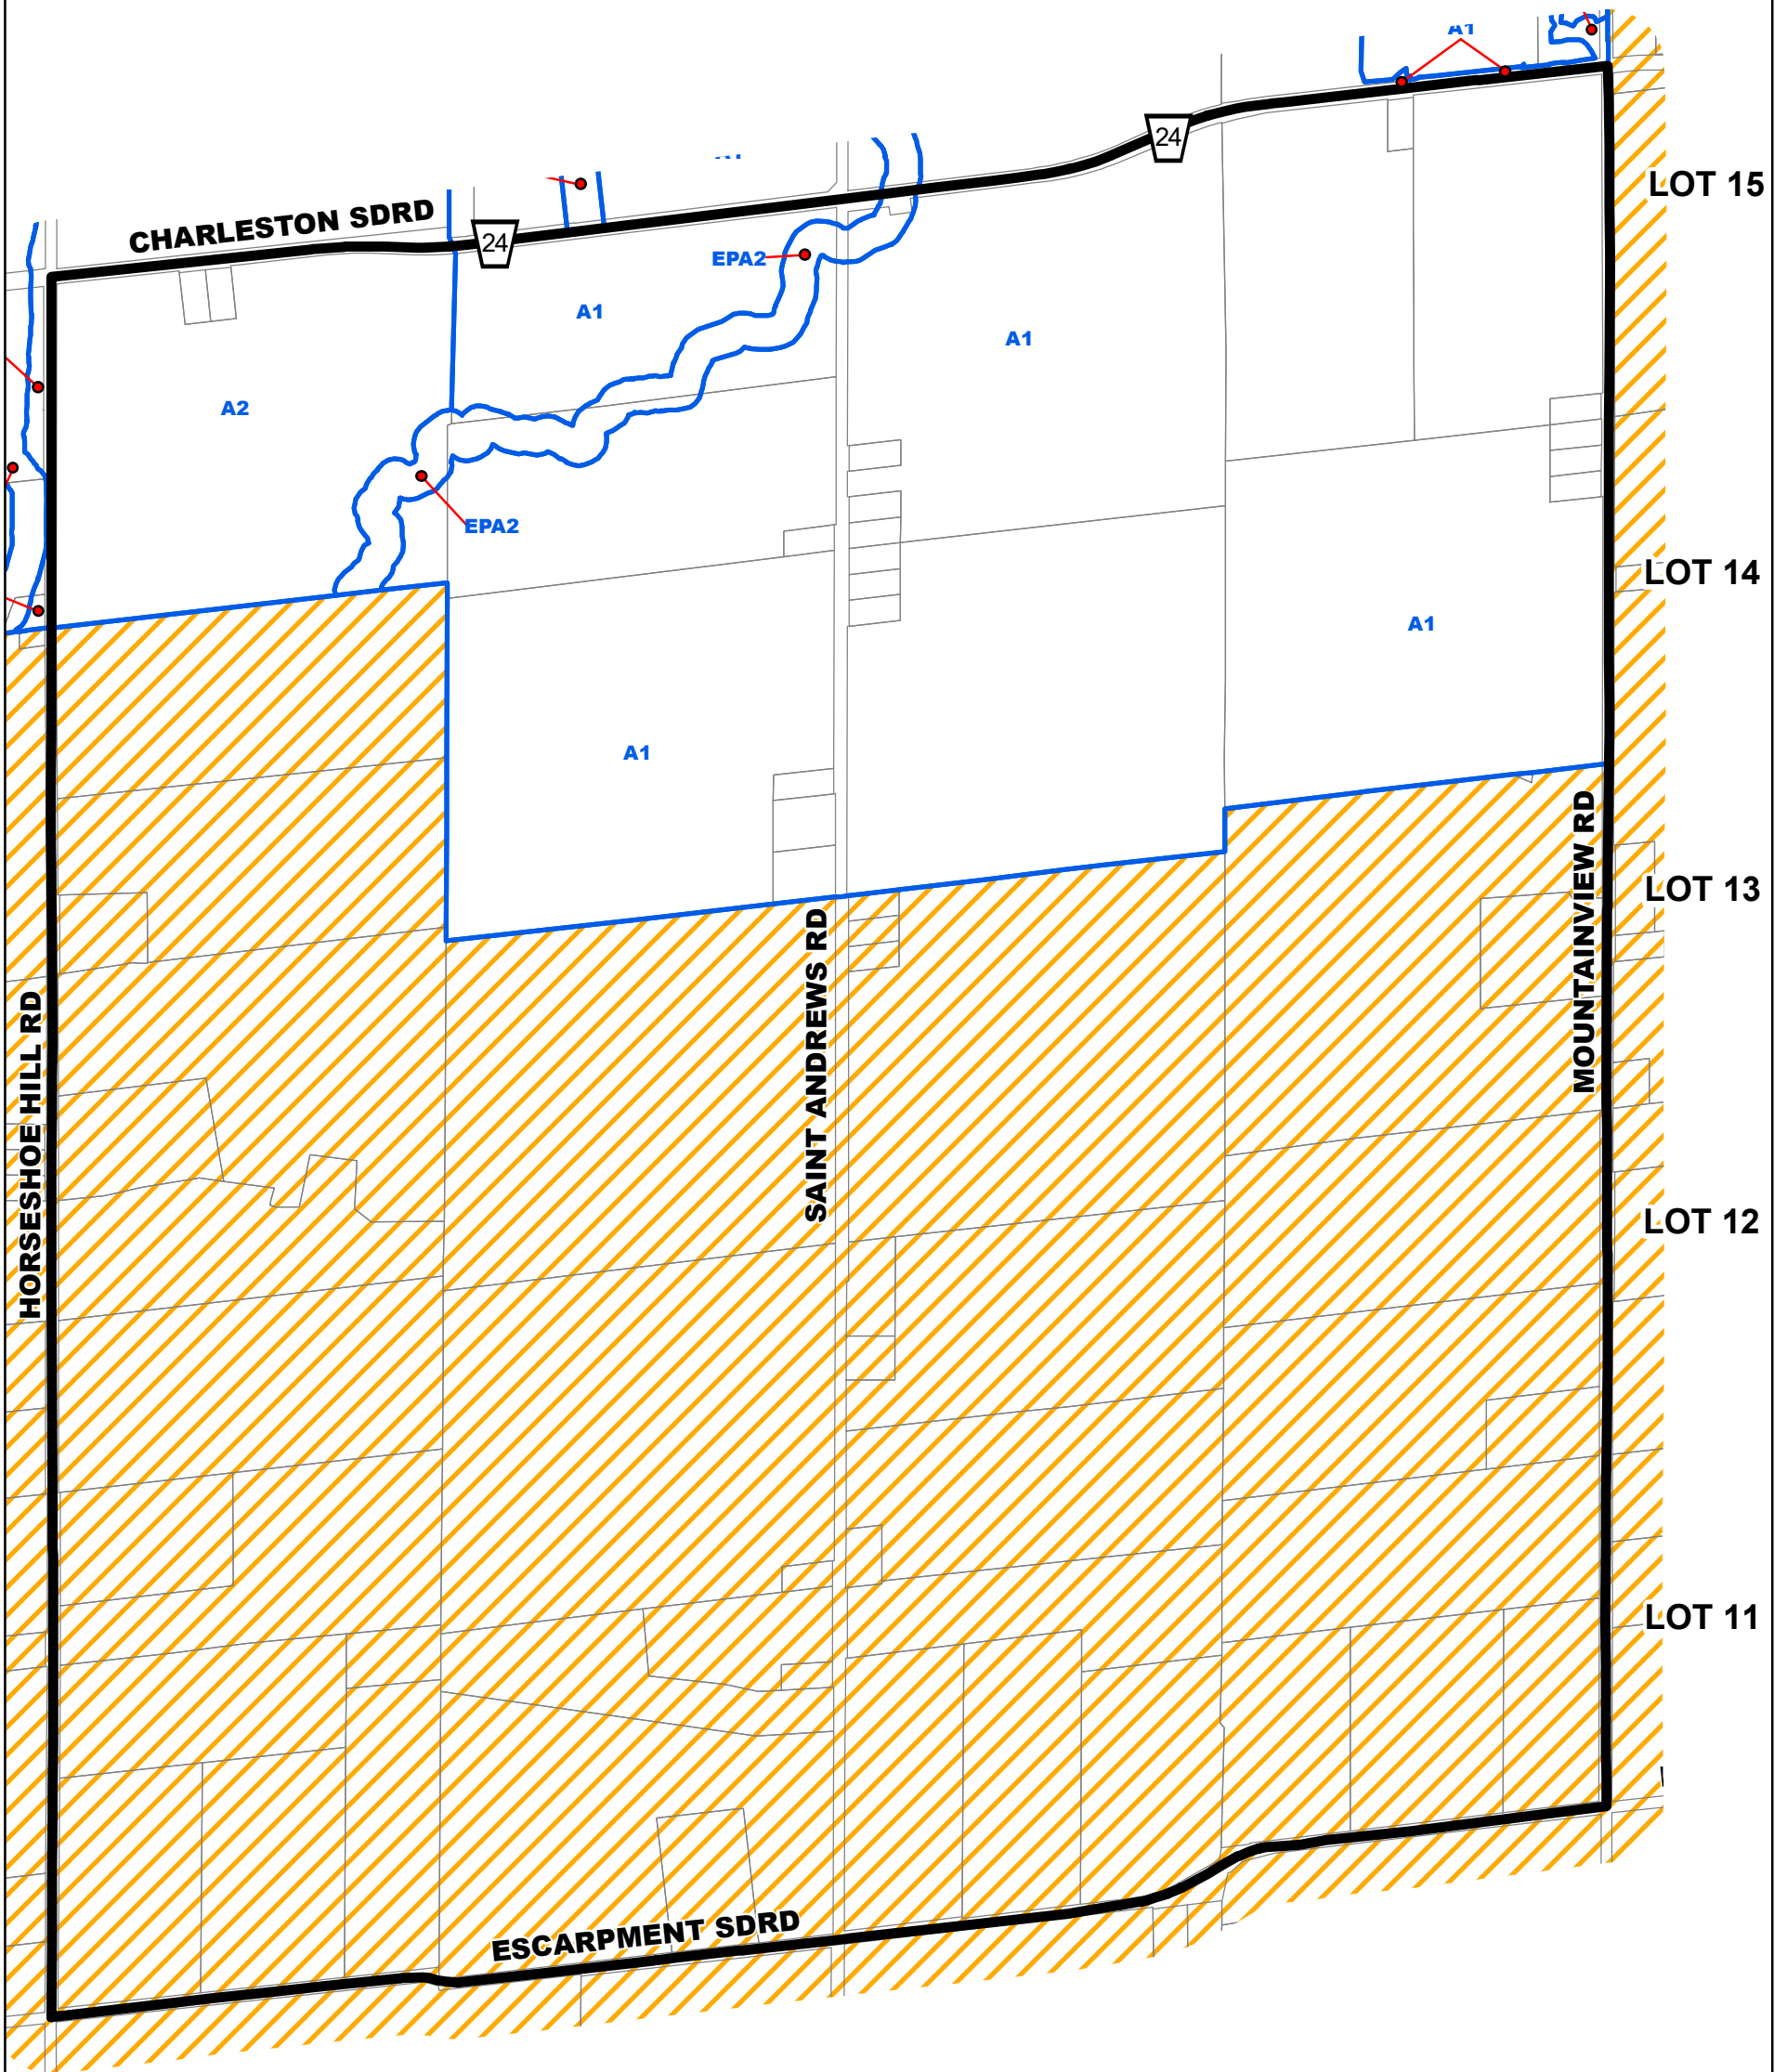 A1
24
LOT 15
CHARLESTON SDRD
24
EPA2
A1
A1
A2
EPA2
LOT 14
A1
A1
MOUNTAINVIEW RD
LOT 13
SAINT ANDREWS RD
HORSESHOE HILL RD
LOT 12
LOT 11
ESCARPMENT SDRD